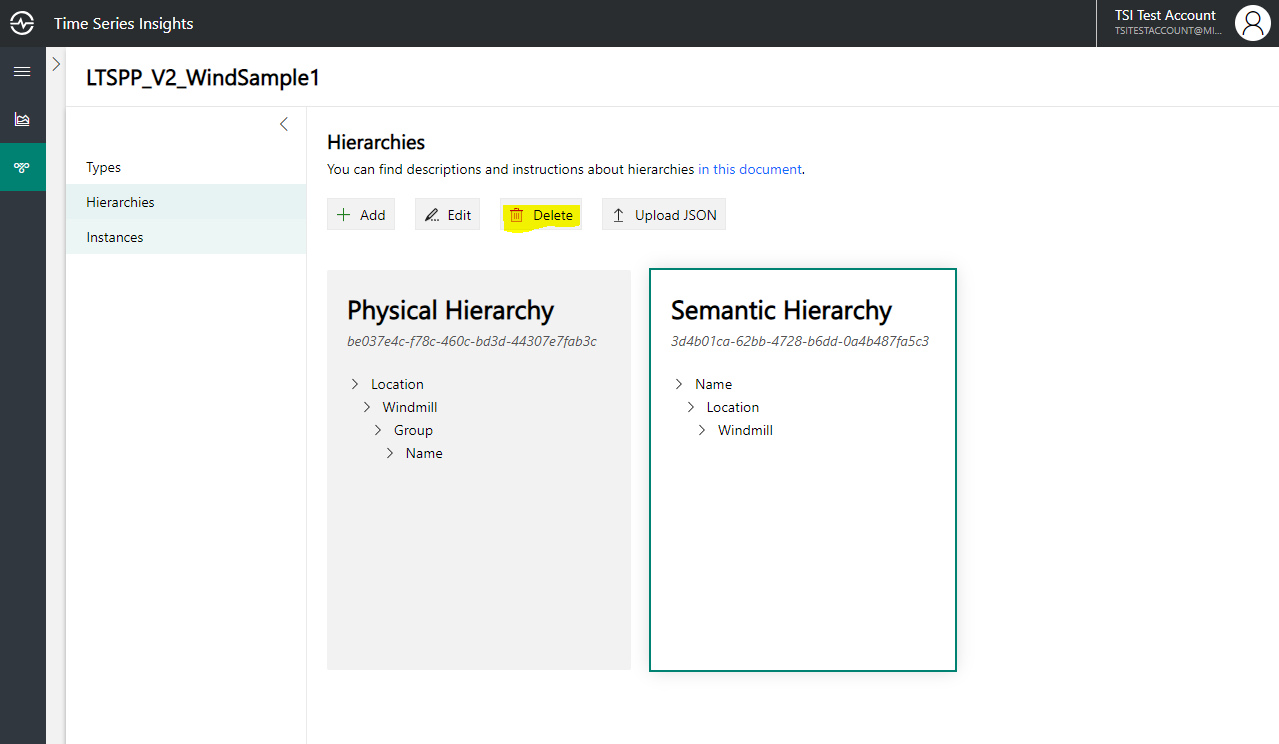 Time Series Insights
TSI Test Account
TSITESTACCOUNT@MI...
LTSPP_V2_WindSample1
Types
Hierarchies
Instances
Hierarchies
You can find descriptions and instructions about hierarchies in this document.
Add
Edit
Delete
Upload JSON
Physical Hierarchy
be037e4c-f78c-460c-bd3d-44307e7fab3c
Location
Windmill
Group
Name
Semantic Hierarchy
3d4b01ca-62bb-4728-b6dd-0a4b487fa5c3
Name
Location
Windmill